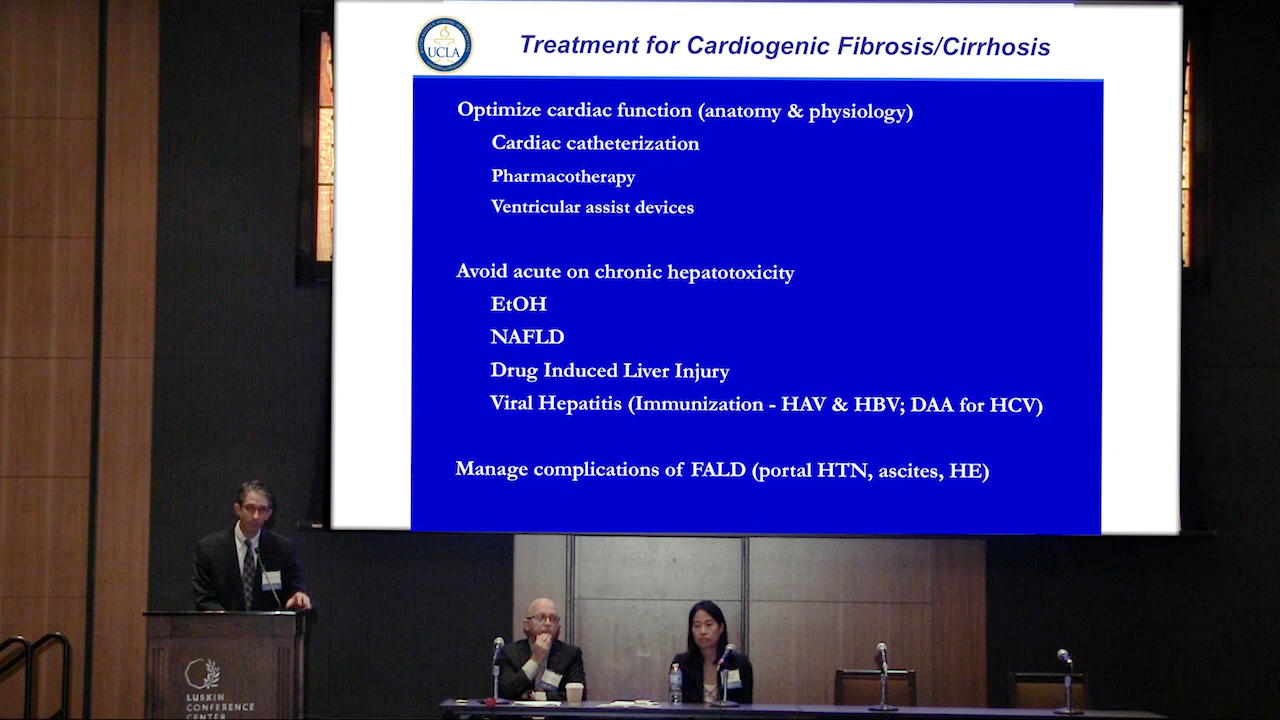 UCLA
Treatment for Cardiogenic Fibrosis/Cirrhosis
Optimize cardiac function (anatomy & physiology)
Cardiac catheterization
Pharmacotherapy
Ventricular assist devices
Avoid acute on chronic hepatotoxicity
EtOH
NAFLD
Drug Induced Liver Injury
Viral Hepatitis (Immunization - HAV & HBV; DAA for HCV)
Manage complications of FALD (portal HTN, ascites, HE)
LUSKIN
CONFERENCE
CENTER